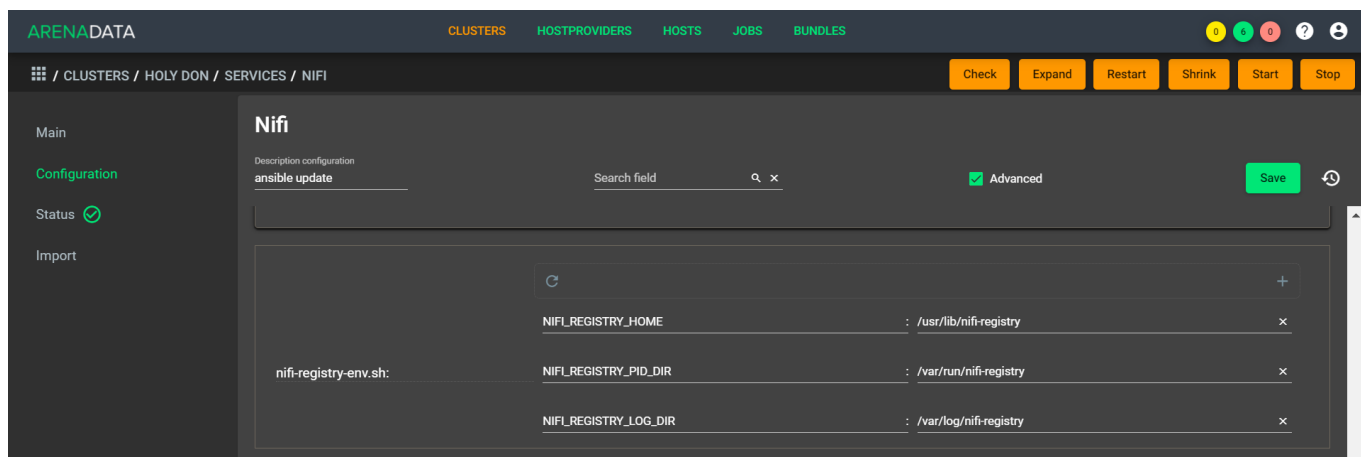 ARENADATA CLUSTERS HOSTPROVIDERS HOSTS JOBS BUNDLES 0 6 0 ?
/ CLUSTERS / HOLY DON / SERVICES / NIFI Check Expand Restart Shrink Start Stop
Main
Nifi
Description configuration
Configuration
ansible update Search field Advanced Save
Status
Import
NIFI_REGISTRY_HOME : /usr/lib/nifi-registry
nifi-registry-env.sh: NIFI_REGISTRY_PID_DIR : /var/run/nifi-registry
NIFI_REGISTRY_LOG_DIR : /var/log/nifi-registry